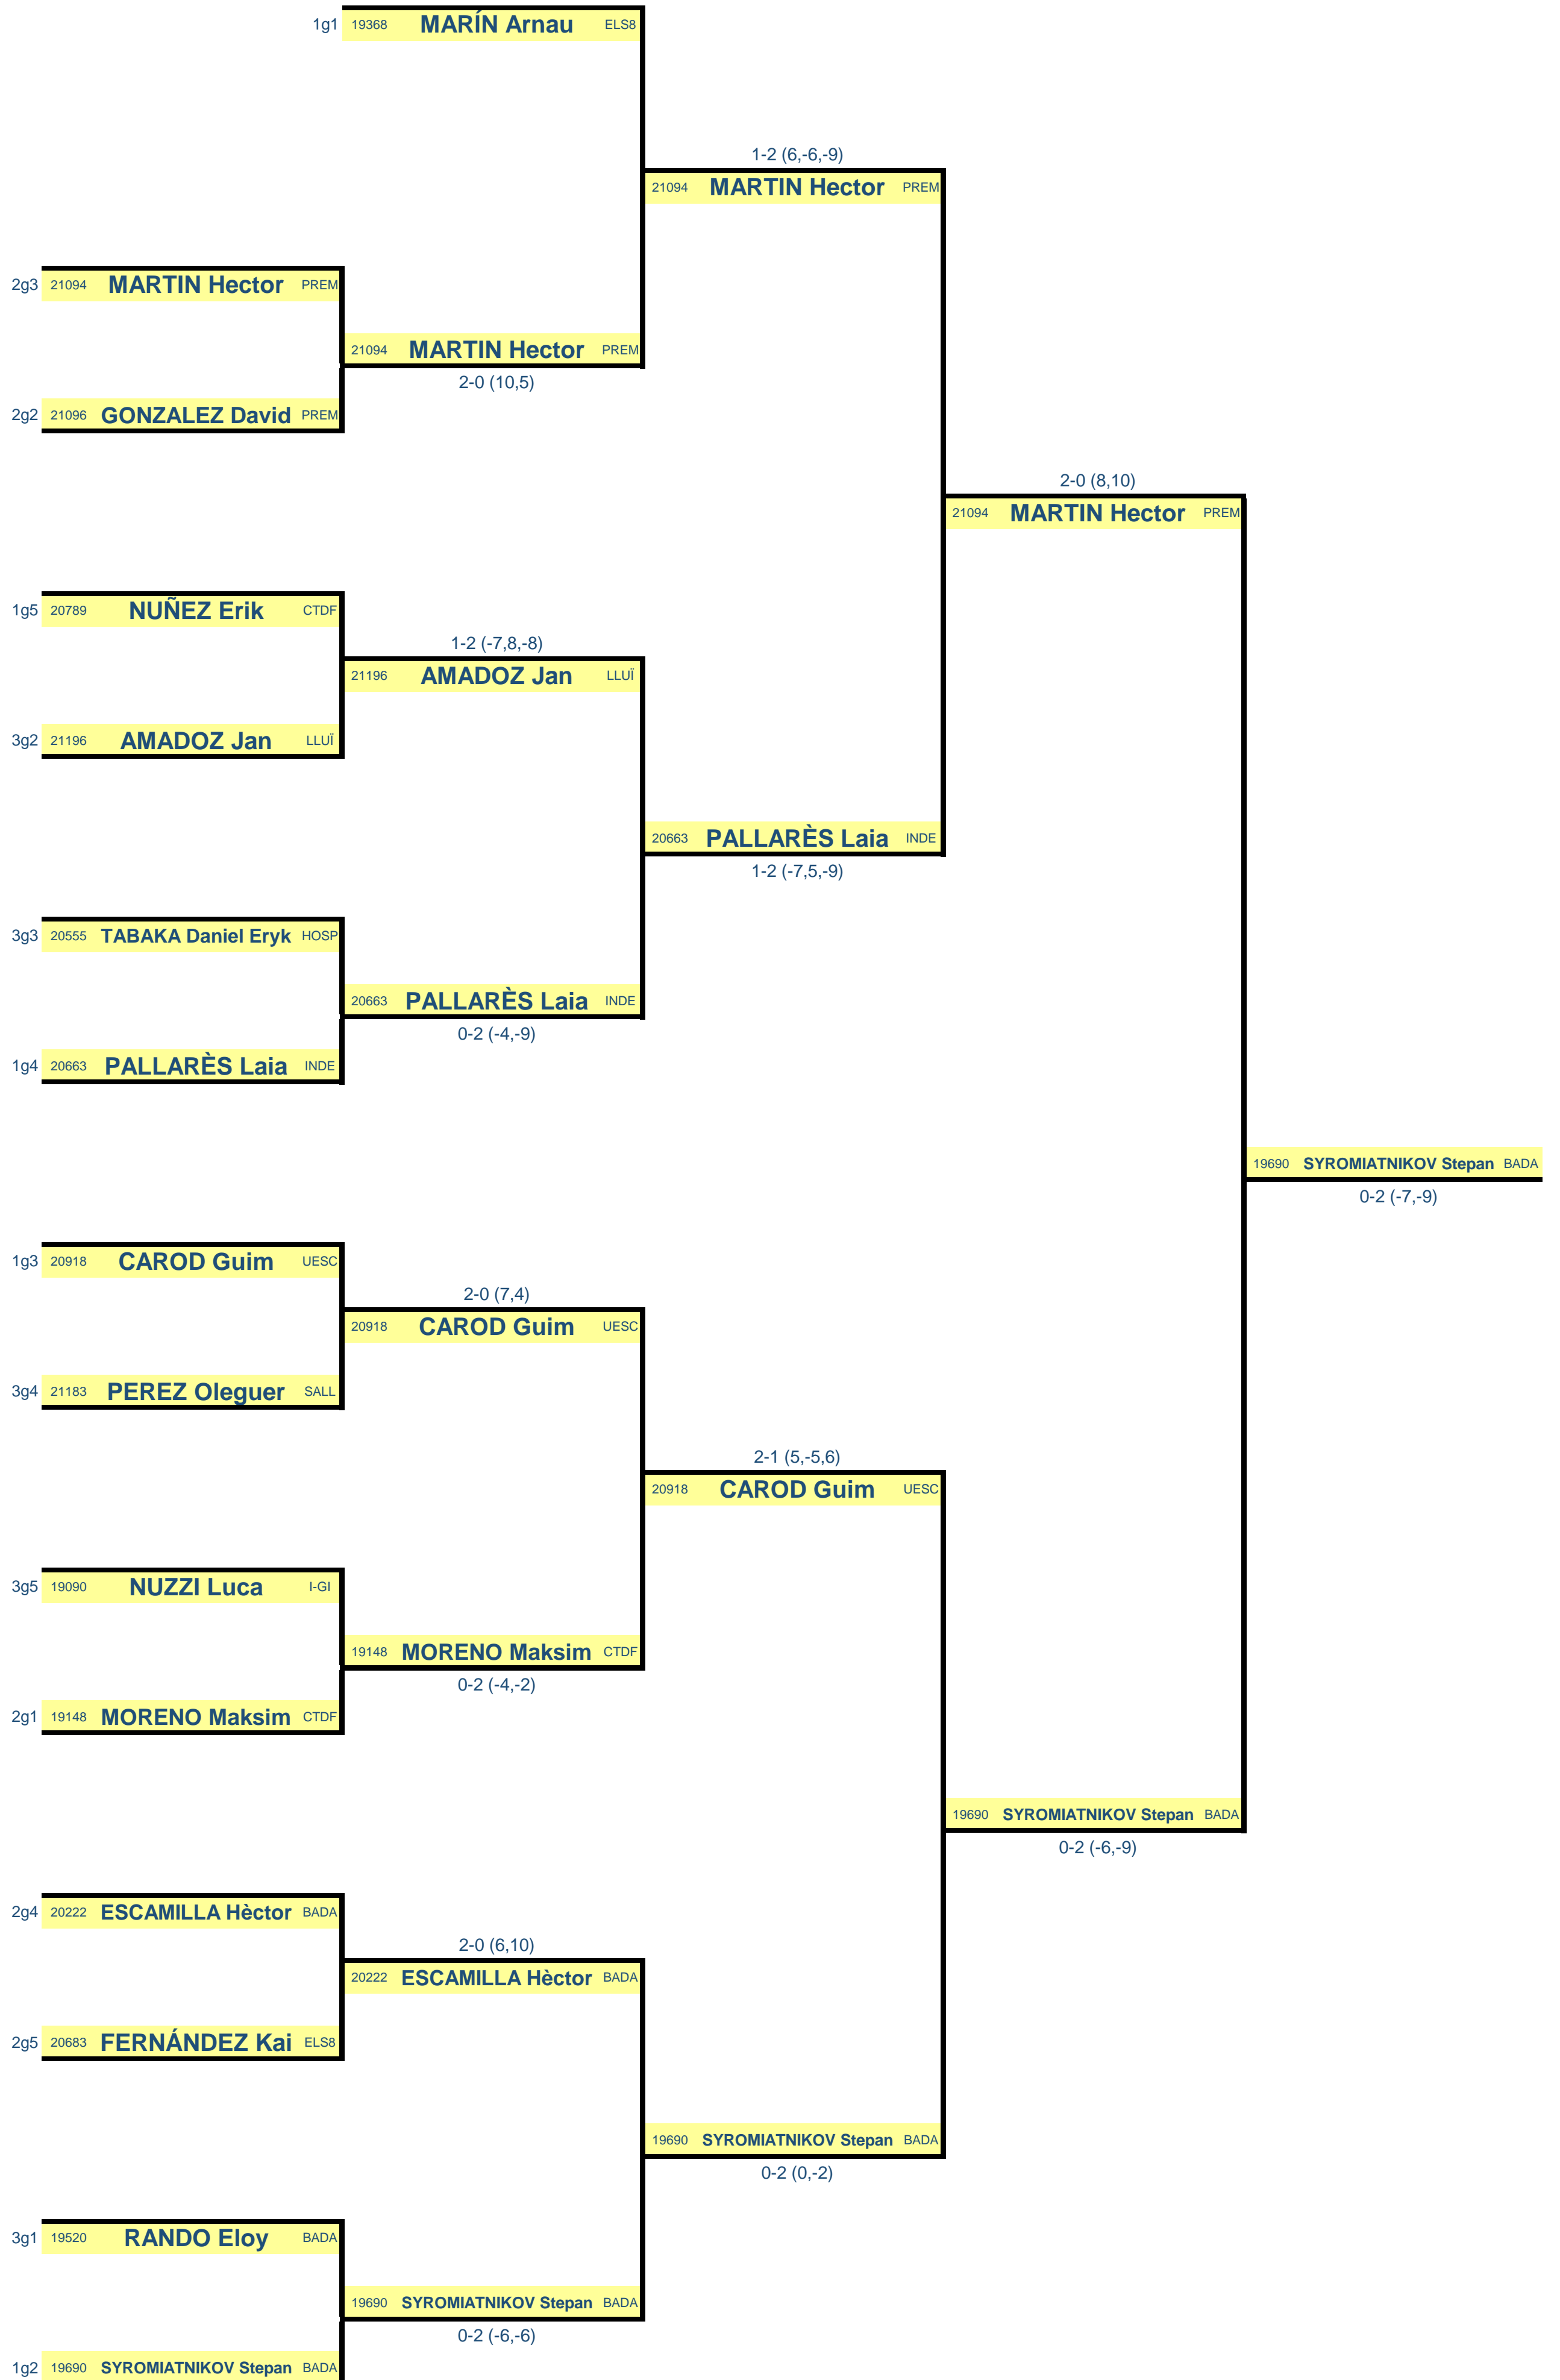 1g1 19368 MARÍN Arnau ELS8
1-2 (6,-6,-9)
21094 MARTIN Hector PREM
2g3 21094 MARTIN Hector PREM
21094 MARTIN Hector PREM
2-0 (10,5)
2g2 21096 GONZALEZ David PREM
2-0 (8,10)
21094 MARTIN Hector PREM
1g5 20789 NUÑEZ Erik CTDF
1-2 (-7,8,-8)
21196 AMADOZ Jan LLUÏ
3g2 21196 AMADOZ Jan LLUÏ
20663 PALLARÈS Laia INDE
1-2 (-7,5,-9)
3g3 20555 TABAKA Daniel Eryk HOSP
20663 PALLARÈS Laia INDE
0-2 (-4,-9)
1g4 20663 PALLARÈS Laia INDE
19690 SYROMIATNIKOV Stepan BADA
0-2 (-7,-9)
1g3 20918 CAROD Guim UESC
2-0 (7,4)
20918 CAROD Guim UESC
3g4 21183 PEREZ Oleguer SALL
2-1 (5,-5,6)
20918 CAROD Guim UESC
3g5 19090 NUZZI Luca I-GI
19148 MORENO Maksim CTDF
0-2 (-4,-2)
2g1 19148 MORENO Maksim CTDF
19690 SYROMIATNIKOV Stepan BADA
0-2 (-6,-9)
2g4 20222 ESCAMILLA Hèctor BADA
2-0 (6,10)
20222 ESCAMILLA Hèctor BADA
2g5 20683 FERNÁNDEZ Kai ELS8
19690 SYROMIATNIKOV Stepan BADA
0-2 (0,-2)
3g1 19520 RANDO Eloy BADA
19690 SYROMIATNIKOV Stepan BADA
0-2 (-6,-6)
1g2 19690 SYROMIATNIKOV Stepan BADA